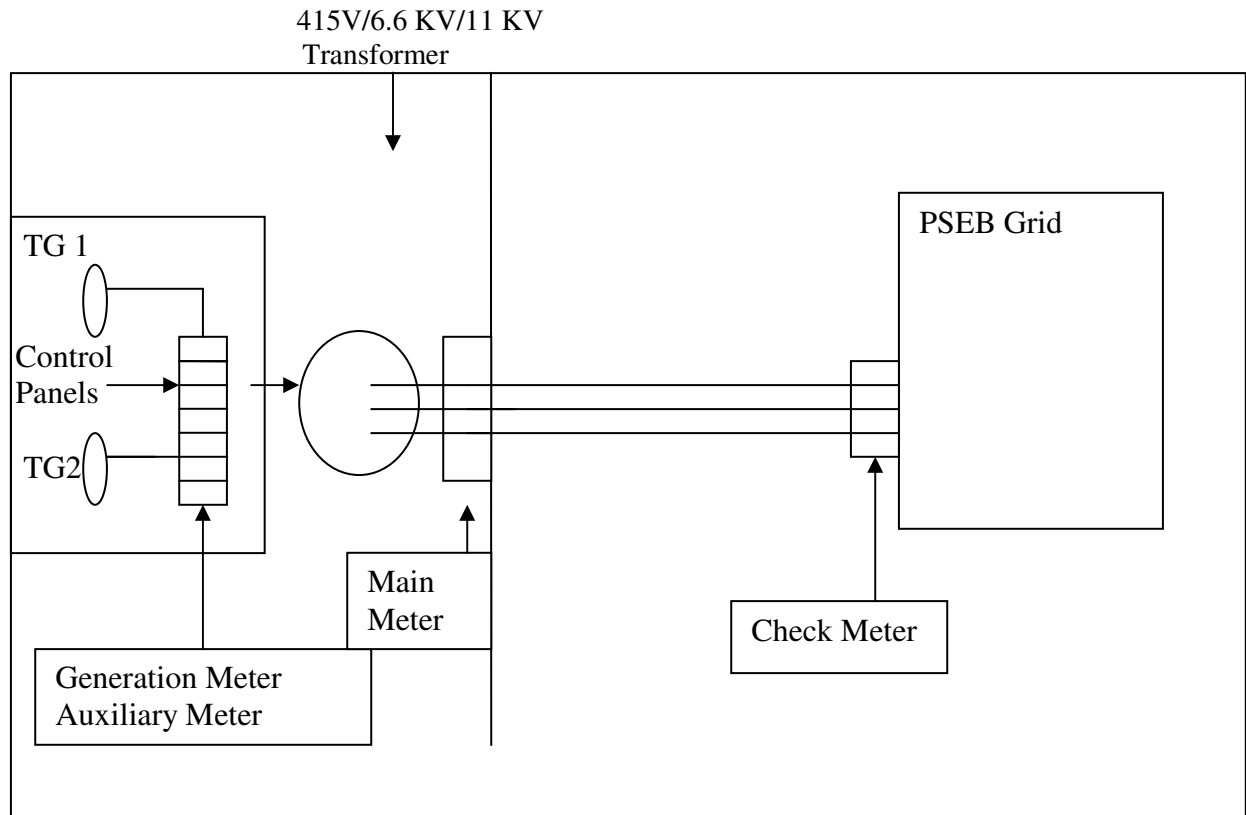 415V/6.6 KV/11 KV
Transformer
PSEB Grid
TG 1
Control
Panels
TG2
Main
Meter
Check Meter
Generation Meter
Auxiliary Meter